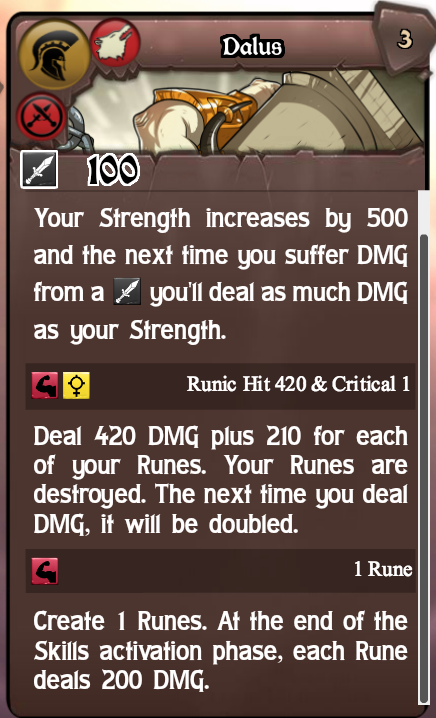 Dalus
3
100
Your Strength increases by 500
and the next time you suffer DMG
from a you'll deal as much DMG
as your Strength.
Runic Hit 420 & Critical 1
Deal 420 DMG plus 210 for each
of your Runes. Your Runes are
destroyed. The next time you deal
DMG, it will be doubled.
1 Rune
Create 1 Runes. At the end of the
Skills activation phase, each Rune
deals 200 DMG.